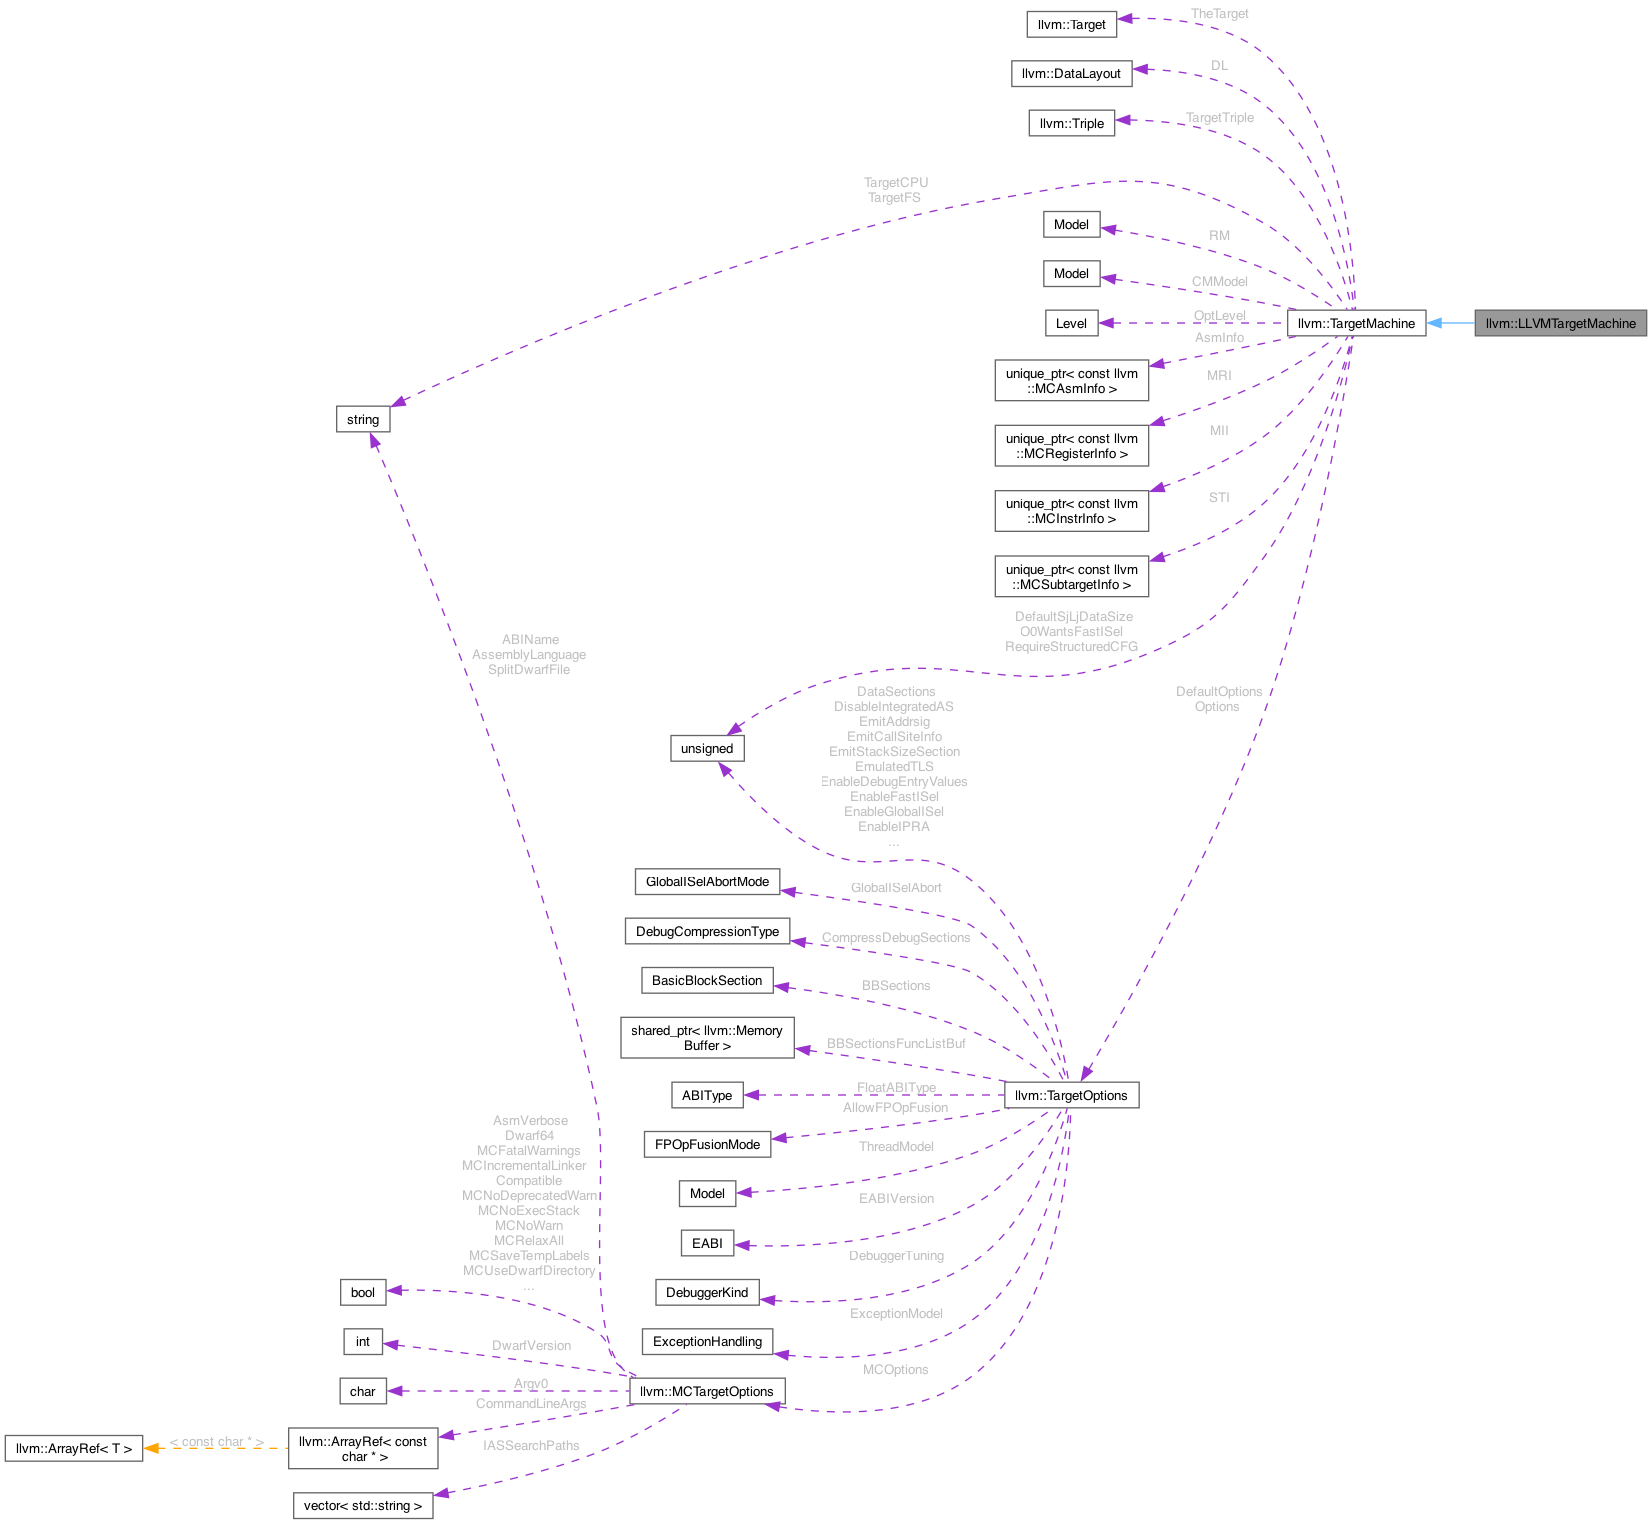 TheTarget
llvm::Target
DL
llvm::DataLayout
TargetTriple
llvm::Triple
TargetCPU
TargetFS
Model
RM
Model
CMModel
Level
OptLevel
llvm::TargetMachine
llvm::LLVMTargetMachine
AsmInfo
unique_ptr< const llvm
::MCAsmInfo >
MRI
string
unique_ptr< const llvm
::MCRegisterInfo >
MII
unique_ptr< const llvm
::MCInstrInfo >
STI
unique_ptr< const llvm
::MCSubtargetInfo >
DefaultSjLjDataSize
O0WantsFastISel
RequireStructuredCFG
ABIName
AssemblyLanguage
SplitDwarfFile
DefaultOptions
Options
DataSections
DisableIntegratedAS
EmitAddrsig
EmitCallSiteInfo
EmitStackSizeSection
EmulatedTLS
EnableDebugEntryValues
EnableFastISel
EnableGlobalISel
EnableIPRA
...
unsigned
GlobalISelAbortMode
GlobalISelAbort
DebugCompressionType
CompressDebugSections
BasicBlockSection
BBSections
shared_ptr< llvm::Memory
Buffer >
BBSectionsFuncListBuf
ABIType
FloatABIType
llvm::TargetOptions
AllowFPOpFusion
FPOpFusionMode
ThreadModel
Model
EABIVersion
EABI
DebuggerTuning
DebuggerKind
ExceptionModel
ExceptionHandling
MCOptions
AsmVerbose
Dwarf64
MCFatalWarnings
MCIncrementalLinker
Compatible
MCNoDeprecatedWarn
MCNoExecStack
MCNoWarn
MCRelaxAll
MCSaveTempLabels
MCUseDwarfDirectory
...
bool
int
DwarfVersion
char
Argv0
llvm::MCTargetOptions
CommandLineArgs
llvm::ArrayRef< T >
< const char * >
llvm::ArrayRef< const
char * >
IASSearchPaths
vector< std::string >